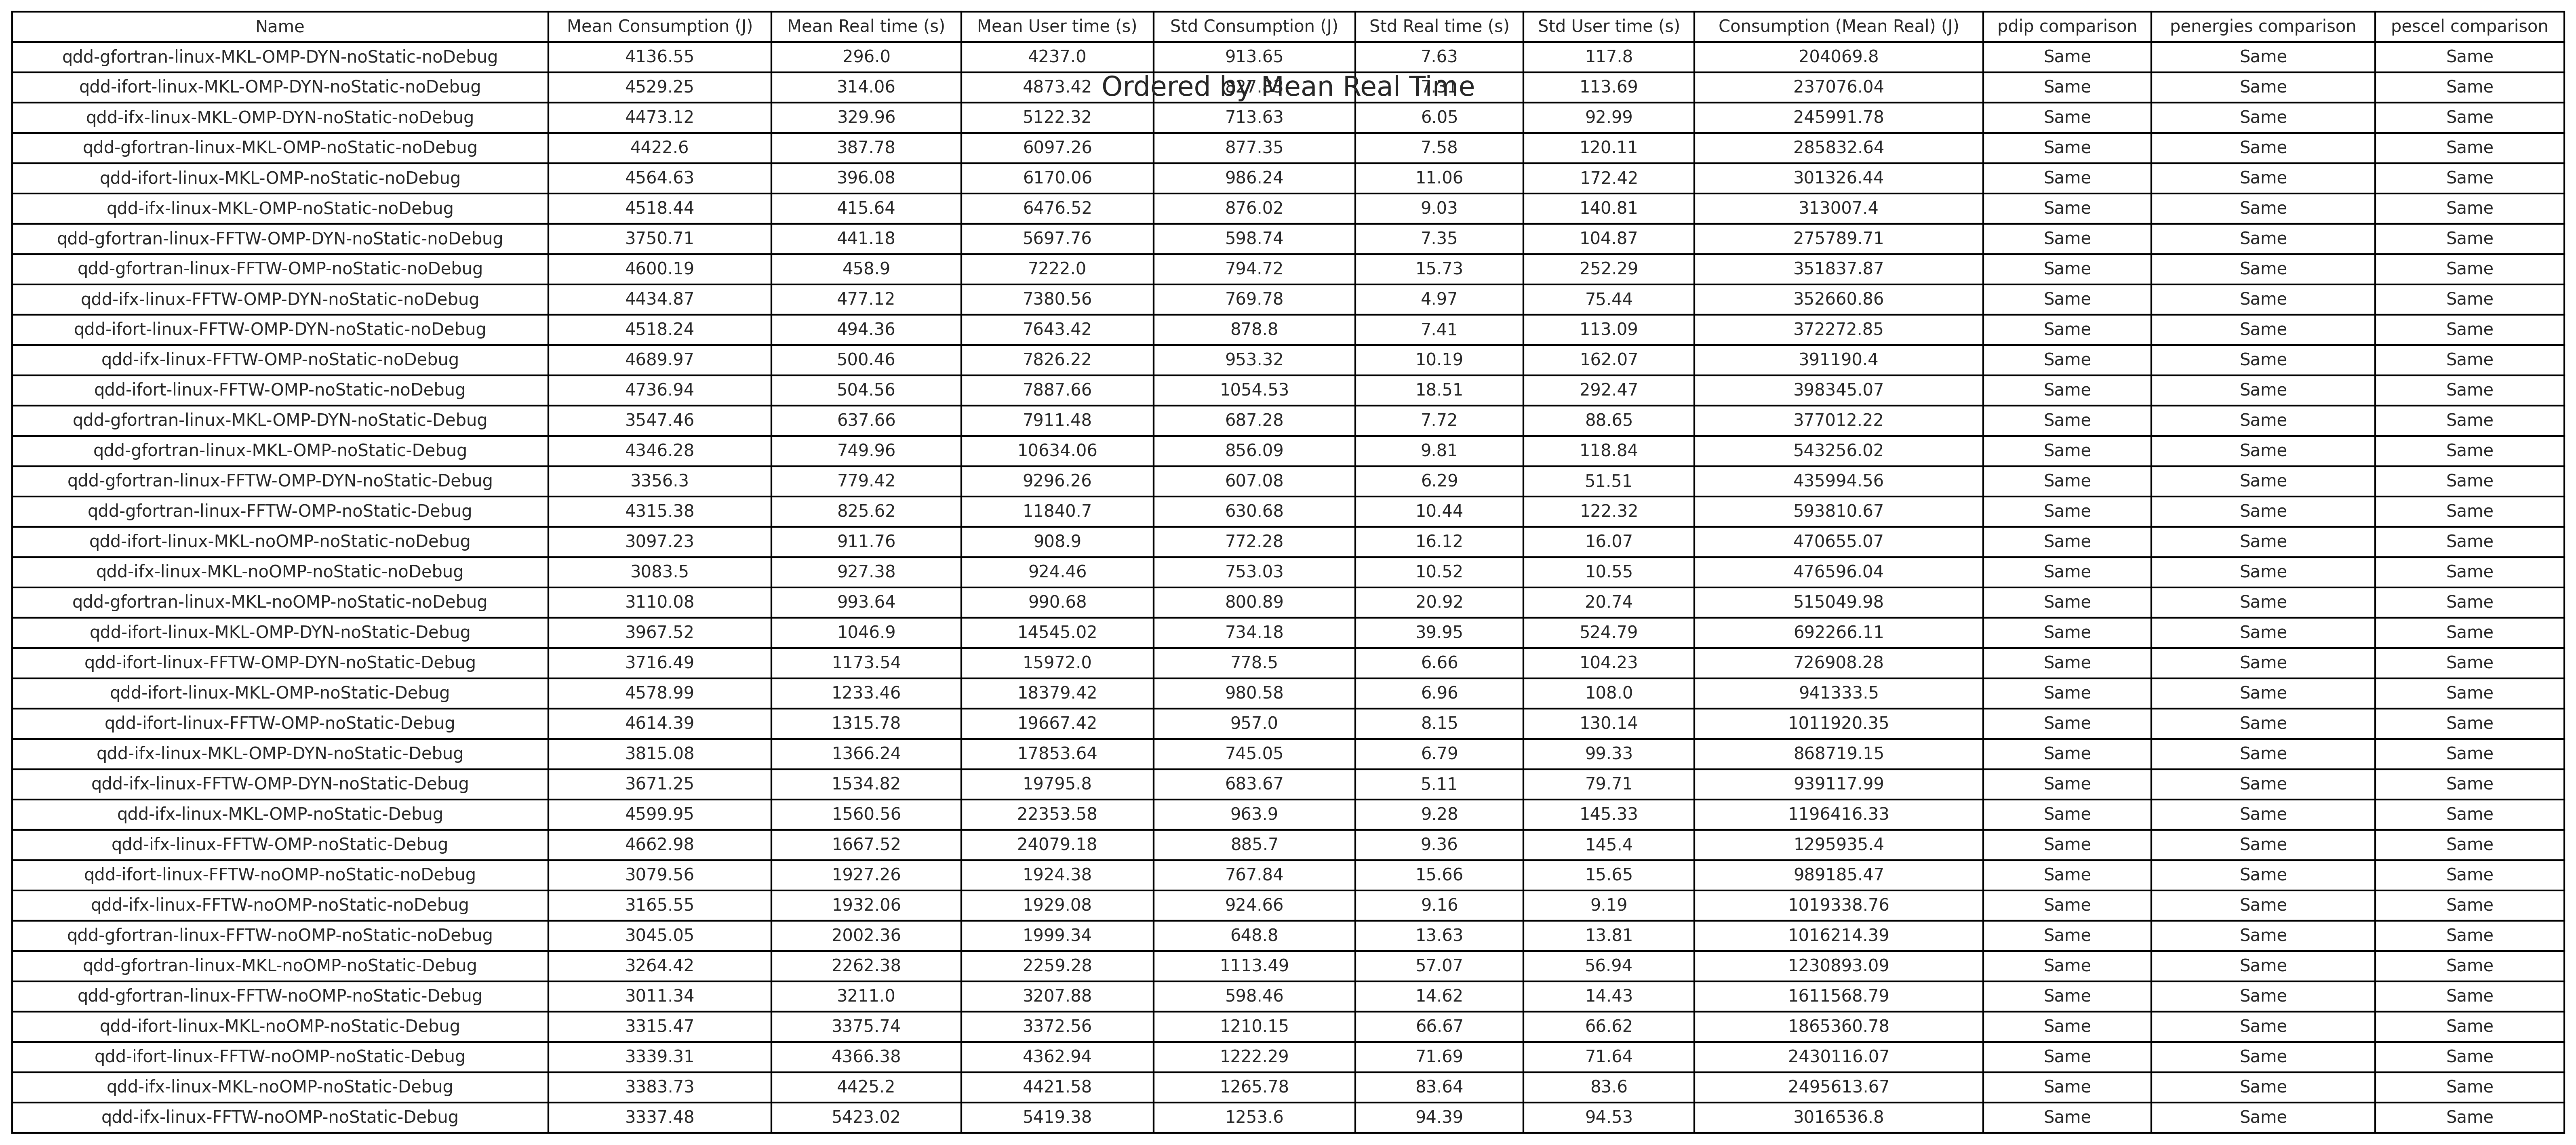 Name Mean Consumption (J) Mean Real time (s) Mean User time (s) Std Consumption (J) Std Real time (s) Std User time (s) Consumption (Mean Real) (J) pdip comparison penergies comparison pescel comparison
qdd-gfortran-linux-MKL-OMP-DYN-noStatic-noDebug 4136.55 296.0 4237.0 913.65 7.63 117.8 204069.8 Same Same Same
Ordered by Mean Real Time
qdd-ifort-linux-MKL-OMP-DYN-noStatic-noDebug 4529.25 314.06 4873.42 113.69 237076.04 Same Same Same
qdd-ifx-linux-MKL-OMP-DYN-noStatic-noDebug 4473.12 329.96 5122.32 713.63 6.05 92.99 245991.78 Same Same Same
qdd-gfortran-linux-MKL-OMP-noStatic-noDebug 4422.6 387.78 6097.26 877.35 7.58 120.11 285832.64 Same Same Same
qdd-ifort-linux-MKL-OMP-noStatic-noDebug 4564.63 396.08 6170.06 986.24 11.06 172.42 301326.44 Same Same Same
qdd-ifx-linux-MKL-OMP-noStatic-noDebug 4518.44 415.64 6476.52 876.02 9.03 140.81 313007.4 Same Same Same
qdd-gfortran-linux-FFTW-OMP-DYN-noStatic-noDebug 3750.71 441.18 5697.76 598.74 7.35 104.87 275789.71 Same Same Same
qdd-gfortran-linux-FFTW-OMP-noStatic-noDebug 4600.19 458.9 7222.0 794.72 15.73 252.29 351837.87 Same Same Same
qdd-ifx-linux-FFTW-OMP-DYN-noStatic-noDebug 4434.87 477.12 7380.56 769.78 4.97 75.44 352660.86 Same Same Same
qdd-ifort-linux-FFTW-OMP-DYN-noStatic-noDebug 4518.24 494.36 7643.42 878.8 7.41 113.09 372272.85 Same Same Same
qdd-ifx-linux-FFTW-OMP-noStatic-noDebug 4689.97 500.46 7826.22 953.32 10.19 162.07 391190.4 Same Same Same
qdd-ifort-linux-FFTW-OMP-noStatic-noDebug 4736.94 504.56 7887.66 1054.53 18.51 292.47 398345.07 Same Same Same
qdd-gfortran-linux-MKL-OMP-DYN-noStatic-Debug 3547.46 637.66 7911.48 687.28 7.72 88.65 377012.22 Same Same Same
qdd-gfortran-linux-MKL-OMP-noStatic-Debug 4346.28 749.96 10634.06 856.09 9.81 118.84 543256.02 Same Same Same
qdd-gfortran-linux-FFTW-OMP-DYN-noStatic-Debug 3356.3 779.42 9296.26 607.08 6.29 51.51 435994.56 Same Same Same
qdd-gfortran-linux-FFTW-OMP-noStatic-Debug 4315.38 825.62 11840.7 630.68 10.44 122.32 593810.67 Same Same Same
qdd-ifort-linux-MKL-noOMP-noStatic-noDebug 3097.23 911.76 908.9 772.28 16.12 16.07 470655.07 Same Same Same
qdd-ifx-linux-MKL-noOMP-noStatic-noDebug 3083.5 927.38 924.46 753.03 10.52 10.55 476596.04 Same Same Same
qdd-gfortran-linux-MKL-noOMP-noStatic-noDebug 3110.08 993.64 990.68 800.89 20.92 20.74 515049.98 Same Same Same
qdd-ifort-linux-MKL-OMP-DYN-noStatic-Debug 3967.52 1046.9 14545.02 734.18 39.95 524.79 692266.11 Same Same Same
qdd-ifort-linux-FFTW-OMP-DYN-noStatic-Debug 3716.49 1173.54 15972.0 778.5 6.66 104.23 726908.28 Same Same Same
qdd-ifort-linux-MKL-OMP-noStatic-Debug 4578.99 1233.46 18379.42 980.58 6.96 108.0 941333.5 Same Same Same
qdd-ifort-linux-FFTW-OMP-noStatic-Debug 4614.39 1315.78 19667.42 957.0 8.15 130.14 1011920.35 Same Same Same
qdd-ifx-linux-MKL-OMP-DYN-noStatic-Debug 3815.08 1366.24 17853.64 745.05 6.79 99.33 868719.15 Same Same Same
qdd-ifx-linux-FFTW-OMP-DYN-noStatic-Debug 3671.25 1534.82 19795.8 683.67 5.11 79.71 939117.99 Same Same Same
qdd-ifx-linux-MKL-OMP-noStatic-Debug 4599.95 1560.56 22353.58 963.9 9.28 145.33 1196416.33 Same Same Same
qdd-ifx-linux-FFTW-OMP-noStatic-Debug 4662.98 1667.52 24079.18 885.7 9.36 145.4 1295935.4 Same Same Same
qdd-ifort-linux-FFTW-noOMP-noStatic-noDebug 3079.56 1927.26 1924.38 767.84 15.66 15.65 989185.47 Same Same Same
qdd-ifx-linux-FFTW-noOMP-noStatic-noDebug 3165.55 1932.06 1929.08 924.66 9.16 9.19 1019338.76 Same Same Same
qdd-gfortran-linux-FFTW-noOMP-noStatic-noDebug 3045.05 2002.36 1999.34 648.8 13.63 13.81 1016214.39 Same Same Same
qdd-gfortran-linux-MKL-noOMP-noStatic-Debug 3264.42 2262.38 2259.28 1113.49 57.07 56.94 1230893.09 Same Same Same
qdd-gfortran-linux-FFTW-noOMP-noStatic-Debug 3011.34 3211.0 3207.88 598.46 14.62 14.43 1611568.79 Same Same Same
qdd-ifort-linux-MKL-noOMP-noStatic-Debug 3315.47 3375.74 3372.56 1210.15 66.67 66.62 1865360.78 Same Same Same
qdd-ifort-linux-FFTW-noOMP-noStatic-Debug 3339.31 4366.38 4362.94 1222.29 71.69 71.64 2430116.07 Same Same Same
qdd-ifx-linux-MKL-noOMP-noStatic-Debug 3383.73 4425.2 4421.58 1265.78 83.64 83.6 2495613.67 Same Same Same
qdd-ifx-linux-FFTW-noOMP-noStatic-Debug 3337.48 5423.02 5419.38 1253.6 94.39 94.53 3016536.8 Same Same Same